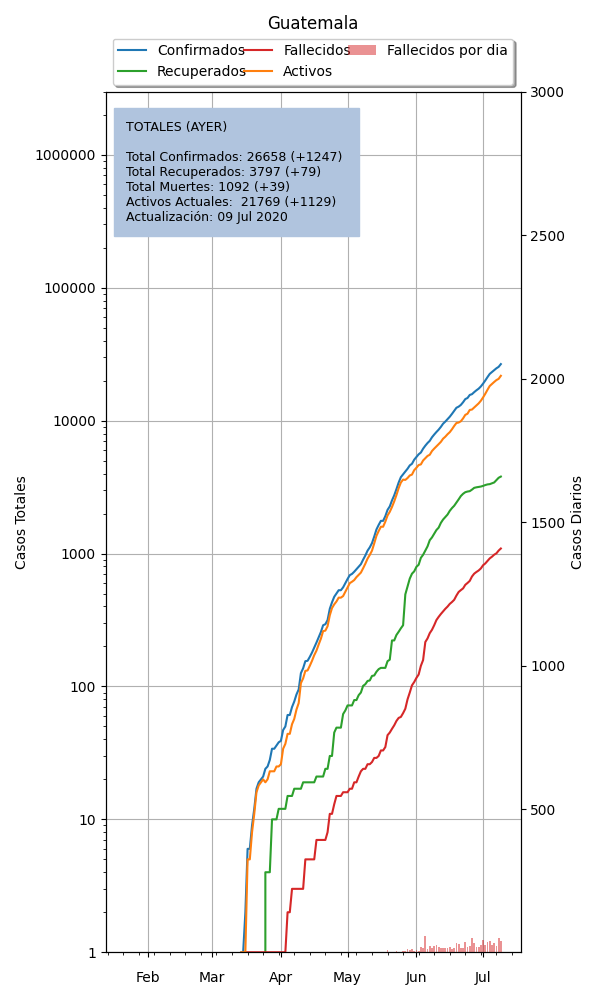 Guatemala
Confirmados Fallecidos Fallecidos por dia
Recuperados Activos
TOTALES (AYER)
Total Confirmados: 26658 (+1247)
Total Recuperados: 3797 (+79)
Total Muertes: 1092 (+39)
Activos Actuales:  21769 (+1129)
Actualización: 09 Jul 2020
Casos Totales
1000000
100000
10000
1000
100
10
1
3000
2500
2000
1500
1000
500
Casos Diarios
Feb Mar Apr May Jun Jul